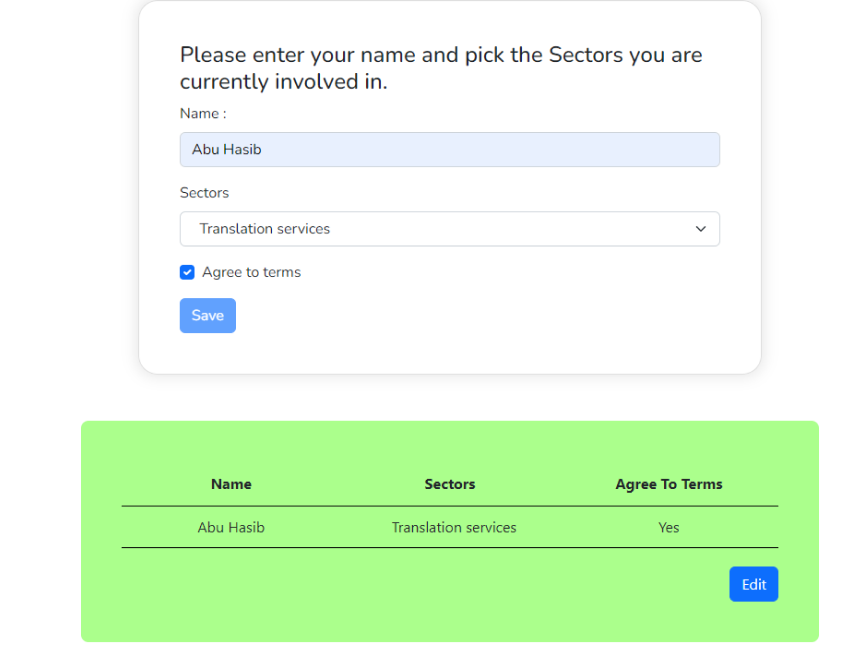 Please enter your name and pick the Sectors you are
currently involved in.
Name :
Abu Hasib
Sectors
Translation services
Agree to terms
Save
Name Sectors Agree To Terms
Abu Hasib Translation services Yes
Edit